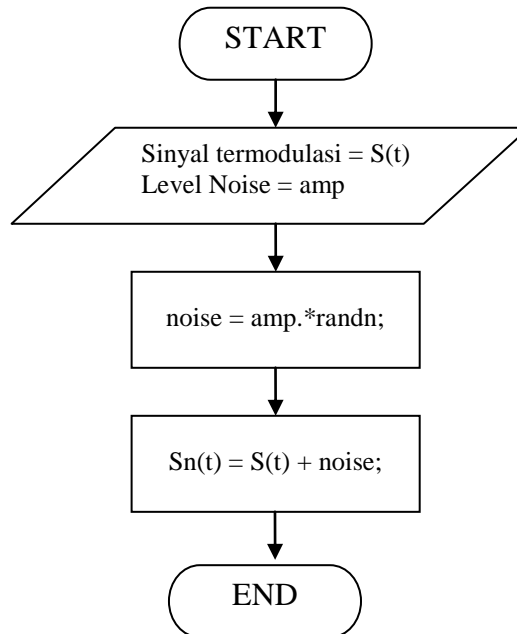 START
Sinyal termodulasi = S(t)
Level Noise = amp
noise = amp.*randn;
Sn(t) = S(t) + noise;
END